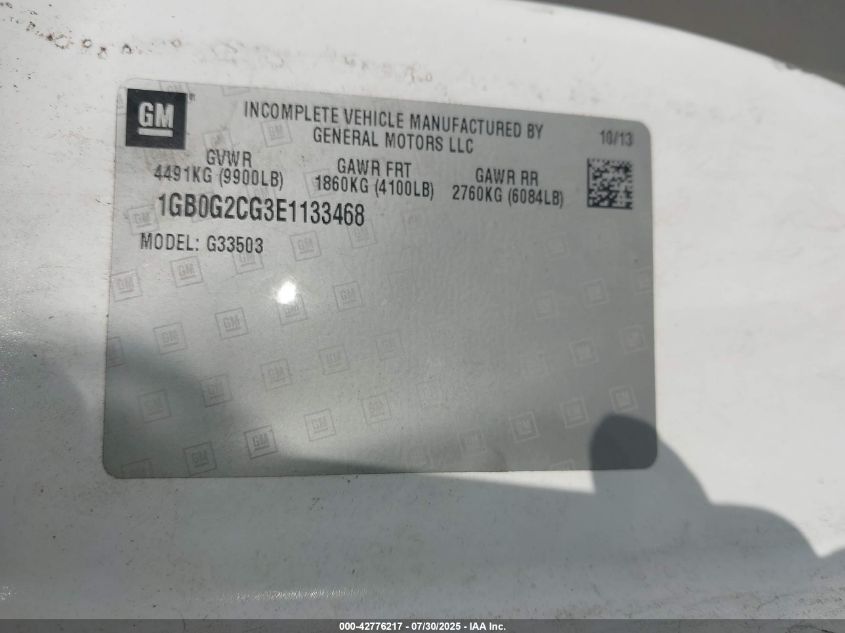 GM
INCOMPLETE VEHICLE MANUFACTURED BY
GENERAL MOTORS LLC
10/13
GVWR
4491KG (9900LB)
GAWR FRT
1860KG (4100LB)
GAWR RR
2760KG (6084LB)
1GB0G2CG3E1133468
MODEL: G33503
000-42776217 - 07/30/2025 - IAA Inc.